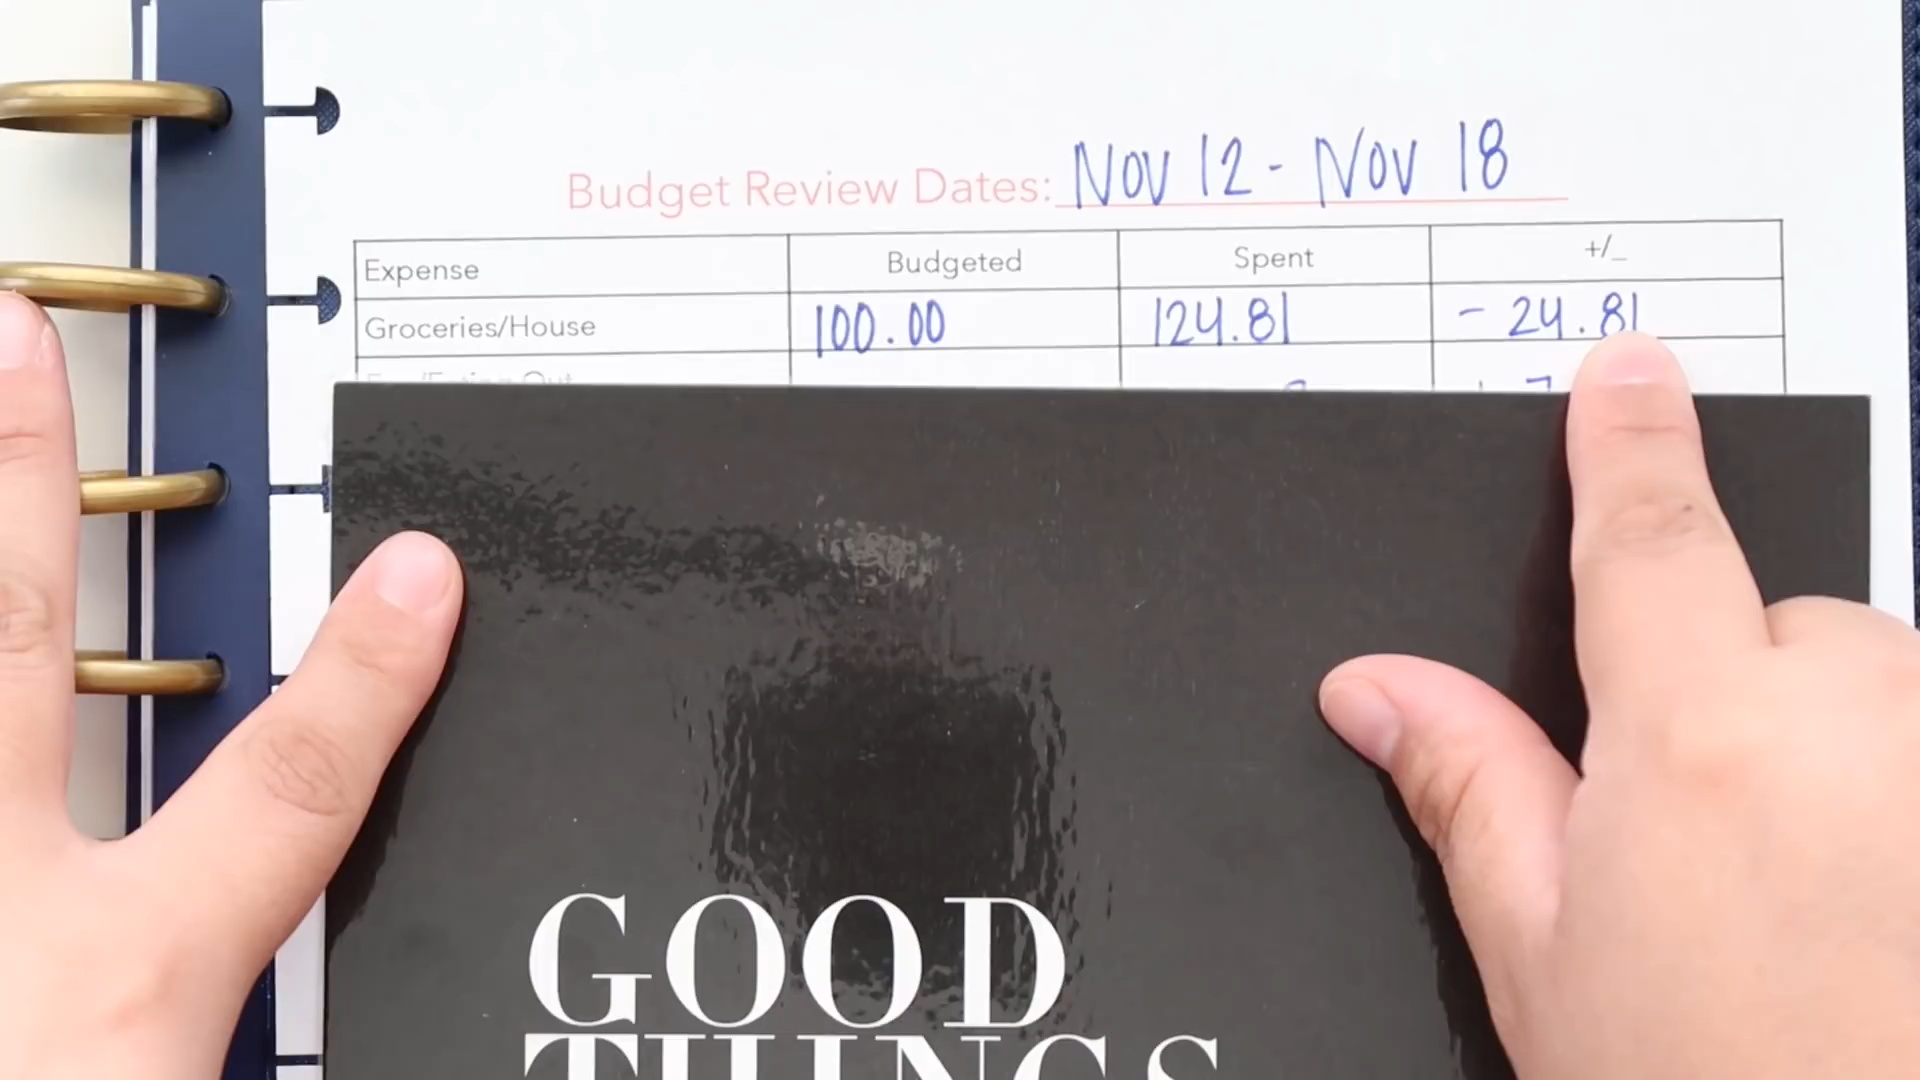 Budget Review Dates: NOV 12 - NOV 18
Expense Budgeted Spent +/_
Groceries/House 100.00 124.81 - 24.81
GOOD
THINGS